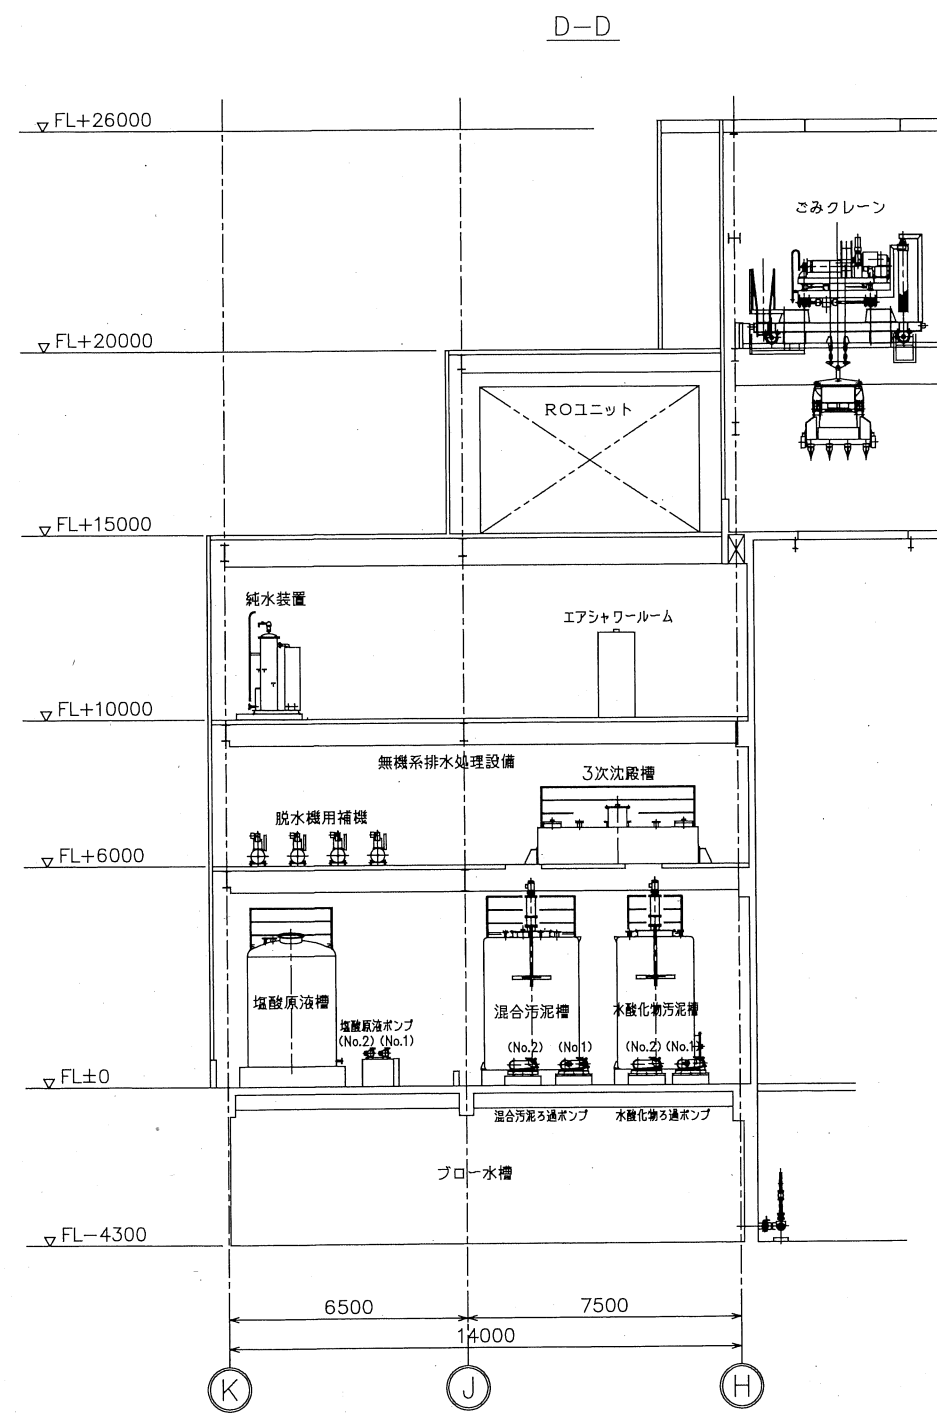 D-D
FL+26000
ごみクレーン
FL+20000
ROユニット
FL+15000
純水装置
エアシャワールーム
FL+10000
無機系排水処理設備
3次沈殿槽
脱水機用補機
FL+6000
塩酸原液槽
混合汚泥槽
水酸化物汚泥槽
塩酸原液ポンプ
(No.2) (No.1)
(No.2) (No.1)
(No.2) (No.1)
FL±0
混合汚泥ろ過ポンプ
水酸化物ろ過ポンプ
ブロー水槽
FL-4300
6500
7500
14000
K
J
H